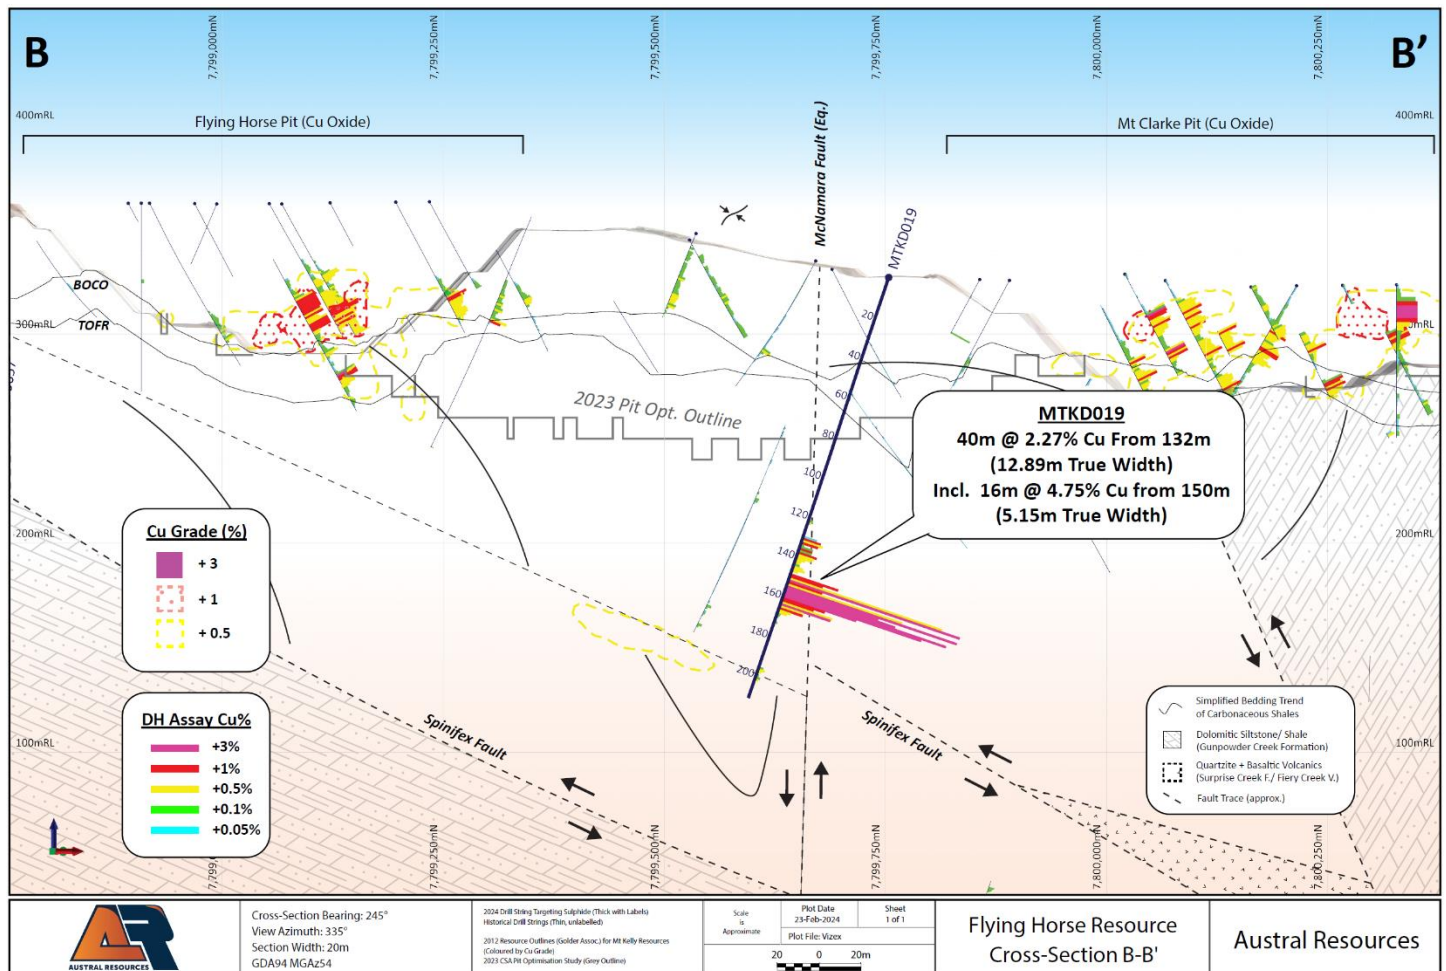 B
B'
7,799,000mN
7,799,250mN
7,799,500mN
7,799,750mN
7,800,000mN
7,800,250mN
400mRL
400mRL
Flying Horse Pit (Cu Oxide)
Mt Clarke Pit (Cu Oxide)
McNamara Fault (Eq.)
MTKD019
BOCO
300mRL
TOFR
20
40
60
80
100
120
140
160
180
200
2023 Pit Opt. Outline
MTKD019
40m @ 2.27% Cu From 132m
(12.89m True Width)
Incl. 16m @ 4.75% Cu from 150m
(5.15m True Width)
200mRL
200mRL
Cu Grade (%)
+ 3
+ 1
+ 0.5
DH Assay Cu%
+3%
+1%
+0.5%
+0.1%
+0.05%
100mRL
100mRL
Spinifex Fault
Spinifex Fault
Simplified Bedding Trend
of Carbonaceous Shales
Dolomitic Siltstone/ Shale
(Gunpowder Creek Formation)
Quartzite + Basaltic Volcanics
(Surprise Creek F./ Fiery Creek V.)
Fault Trace (approx.)
7,799,250mN
7,799,500mN
7,799,750mN
7,800,000mN
7,800,250mN
AR
AUSTRAL RESOURCES
Cross-Section Bearing: 245°
View Azimuth: 335°
Section Width: 20m
GDA94 MGAz54
2024 Drill String Targeting Sulphide (Thick with Labels)
Historical Drill Strings (Thin, unlabelled)
2012 Resource Outlines (Golder Assoc.) for Mt Kelly Resources
(Coloured by Cu Grade)
2023 CSA Pit Optimisation Study (Grey Outline)
Scale
is
Approximate
Plot Date
23-Feb-2024
Sheet
1 of 1
Plot File: Vizex
20 0 20m
Flying Horse Resource
Cross-Section B-B'
Austral Resources